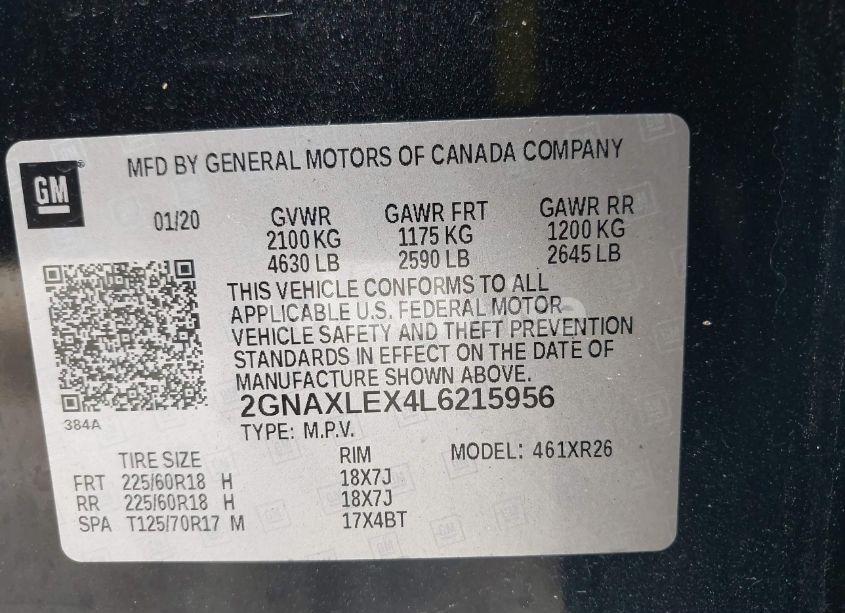 GM
MFD BY GENERAL MOTORS OF CANADA COMPANY
01/20 GVWR GAWR FRT GAWR RR
2100 KG 1175 KG 1200 KG
4630 LB 2590 LB 2645 LB
THIS VEHICLE CONFORMS TO ALL
APPLICABLE U.S. FEDERAL MOTOR
VEHICLE SAFETY AND THEFT PREVENTION
STANDARDS IN EFFECT ON THE DATE OF
MANUFACTURE SHOWN ABOVE.
2GNAXLEX4L6215956
384A
TYPE: M.P.V.
TIRE SIZE RIM MODEL: 461XR26
FRT 225/60R18 H 18X7J
RR 225/60R18 H 18X7J
SPA T125/70R17 M 17X4BT